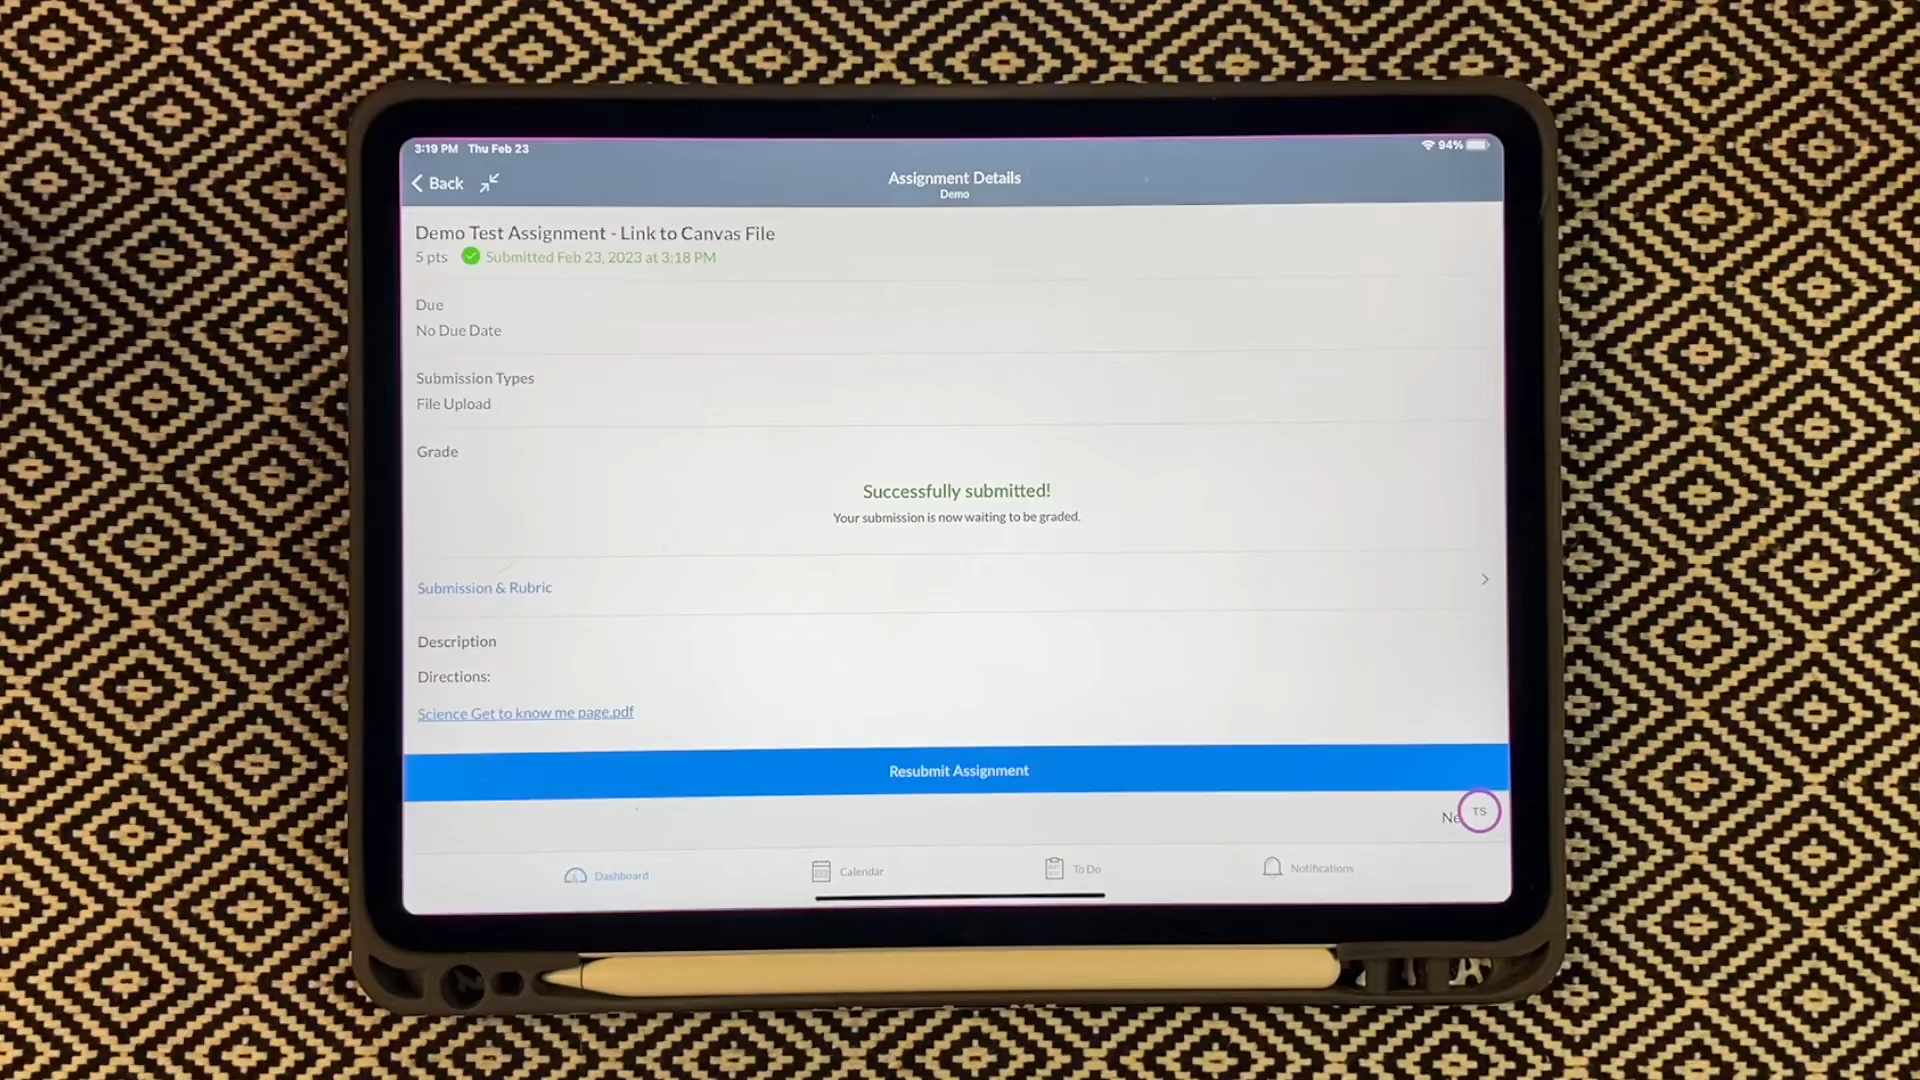 3:19 PM Thu Feb 23
94%
Back
Assignment Details
Demo
Demo Test Assignment - Link to Canvas File
5 pts Submitted Feb 23, 2023 at 3:18 PM
Due
No Due Date
Submission Types
File Upload
Grade
Successfully submitted!
Your submission is now waiting to be graded.
Submission & Rubric
Description
Directions:
Science Get to know me page.pdf
Resubmit Assignment
TS
Dashboard
Calendar
To Do
Notifications